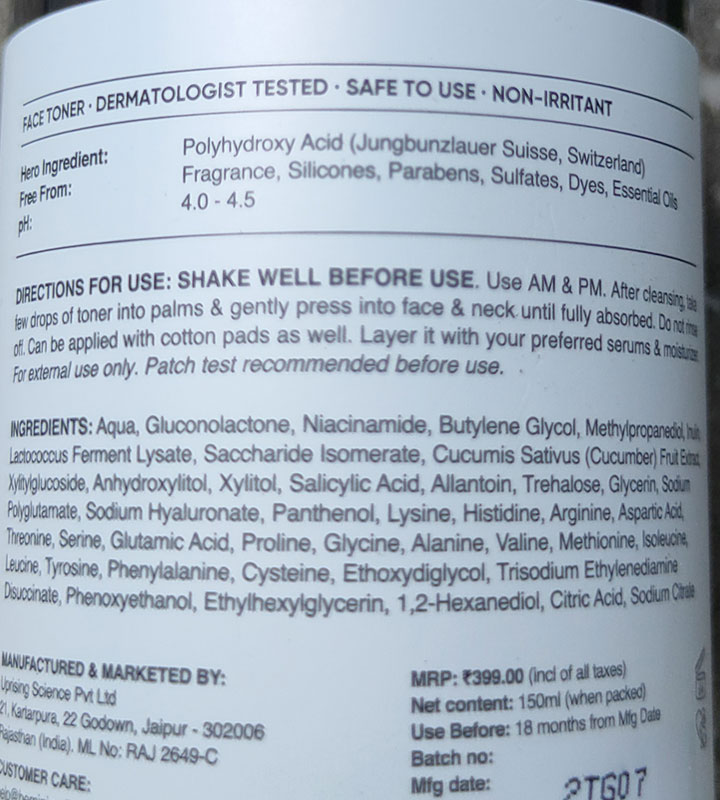 FACE TONER · DERMATOLOGIST TESTED · SAFE TO USE · NON-IRRITANT
Hero Ingredient: Polyhydroxy Acid (Jungbunzlauer Suisse, Switzerland)
Free From: Fragrance, Silicones, Parabens, Sulfates, Dyes, Essential Oils
pH: 4.0 - 4.5
DIRECTIONS FOR USE: SHAKE WELL BEFORE USE. Use AM & PM. After cleansing, take
few drops of toner into palms & gently press into face & neck until fully absorbed. Do not rinse
off. Can be applied with cotton pads as well. Layer it with your preferred serums & moisturizer.
For external use only. Patch test recommended before use.
INGREDIENTS: Aqua, Gluconolactone, Niacinamide, Butylene Glycol, Methylpropanediol, Inulin,
Lactococcus Ferment Lysate, Saccharide Isomerate, Cucumis Sativus (Cucumber) Fruit Extract,
Xylitylglucoside, Anhydroxylitol, Xylitol, Salicylic Acid, Allantoin, Trehalose, Glycerin, Sodium
Polyglutamate, Sodium Hyaluronate, Panthenol, Lysine, Histidine, Arginine, Aspartic Acid,
Threonine, Serine, Glutamic Acid, Proline, Glycine, Alanine, Valine, Methionine, Isoleucine,
Leucine, Tyrosine, Phenylalanine, Cysteine, Ethoxydiglycol, Trisodium Ethylenediamine
Disuccinate, Phenoxyethanol, Ethylhexylglycerin, 1,2-Hexanediol, Citric Acid, Sodium Citrate
MANUFACTURED & MARKETED BY:
Uprising Science Pvt Ltd
21, Kartarpura, 22 Godown, Jaipur - 302006
Rajasthan (India). ML No: RAJ 2649-C
CUSTOMER CARE:
MRP: ₹399.00 (incl of all taxes)
Net content: 150ml (when packed)
Use Before: 18 months from Mfg Date
Batch no:
Mfg date: